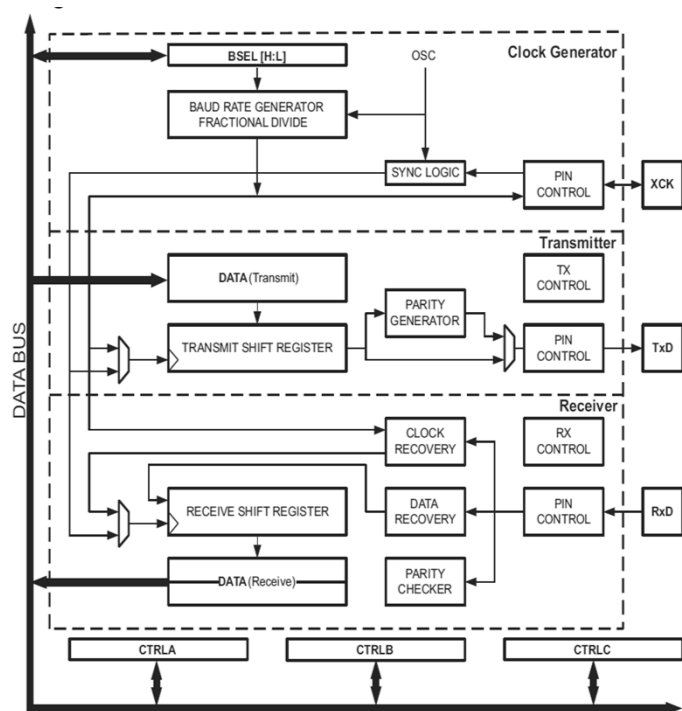 BSEL [H:L]
OSC
Clock Generator
BAUD RATE GENERATOR
FRACTIONAL DIVIDE
SYNC LOGIC
PIN
CONTROL
XCK
Transmitter
DATA (Transmit)
TX
CONTROL
PARITY
GENERATOR
TRANSMIT SHIFT REGISTER
PIN
CONTROL
TxD
DATA BUS
Receiver
CLOCK
RECOVERY
RX
CONTROL
RECEIVE SHIFT REGISTER
DATA
RECOVERY
PIN
CONTROL
RxD
DATA (Receive)
PARITY
CHECKER
CTRLA
CTRLB
CTRLC